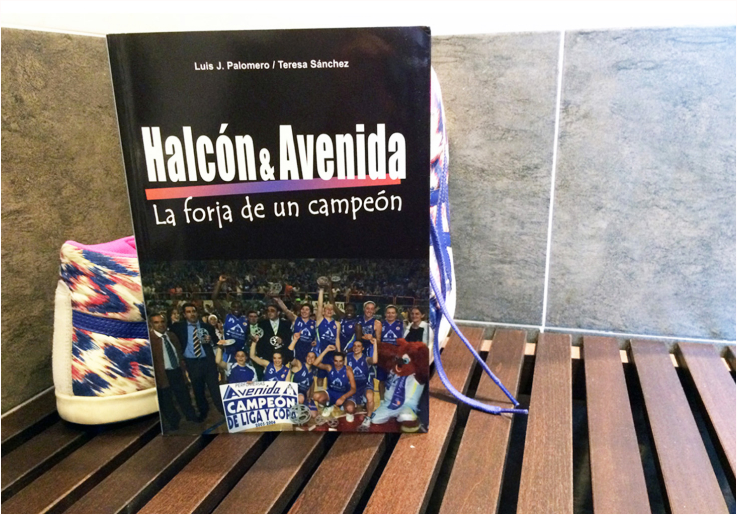 Luis J. Palomero / Teresa Sánchez
Halcón & Avenida
La forja de un campeón
Avenida
CAMPEÓN
DE LIGA Y COPA